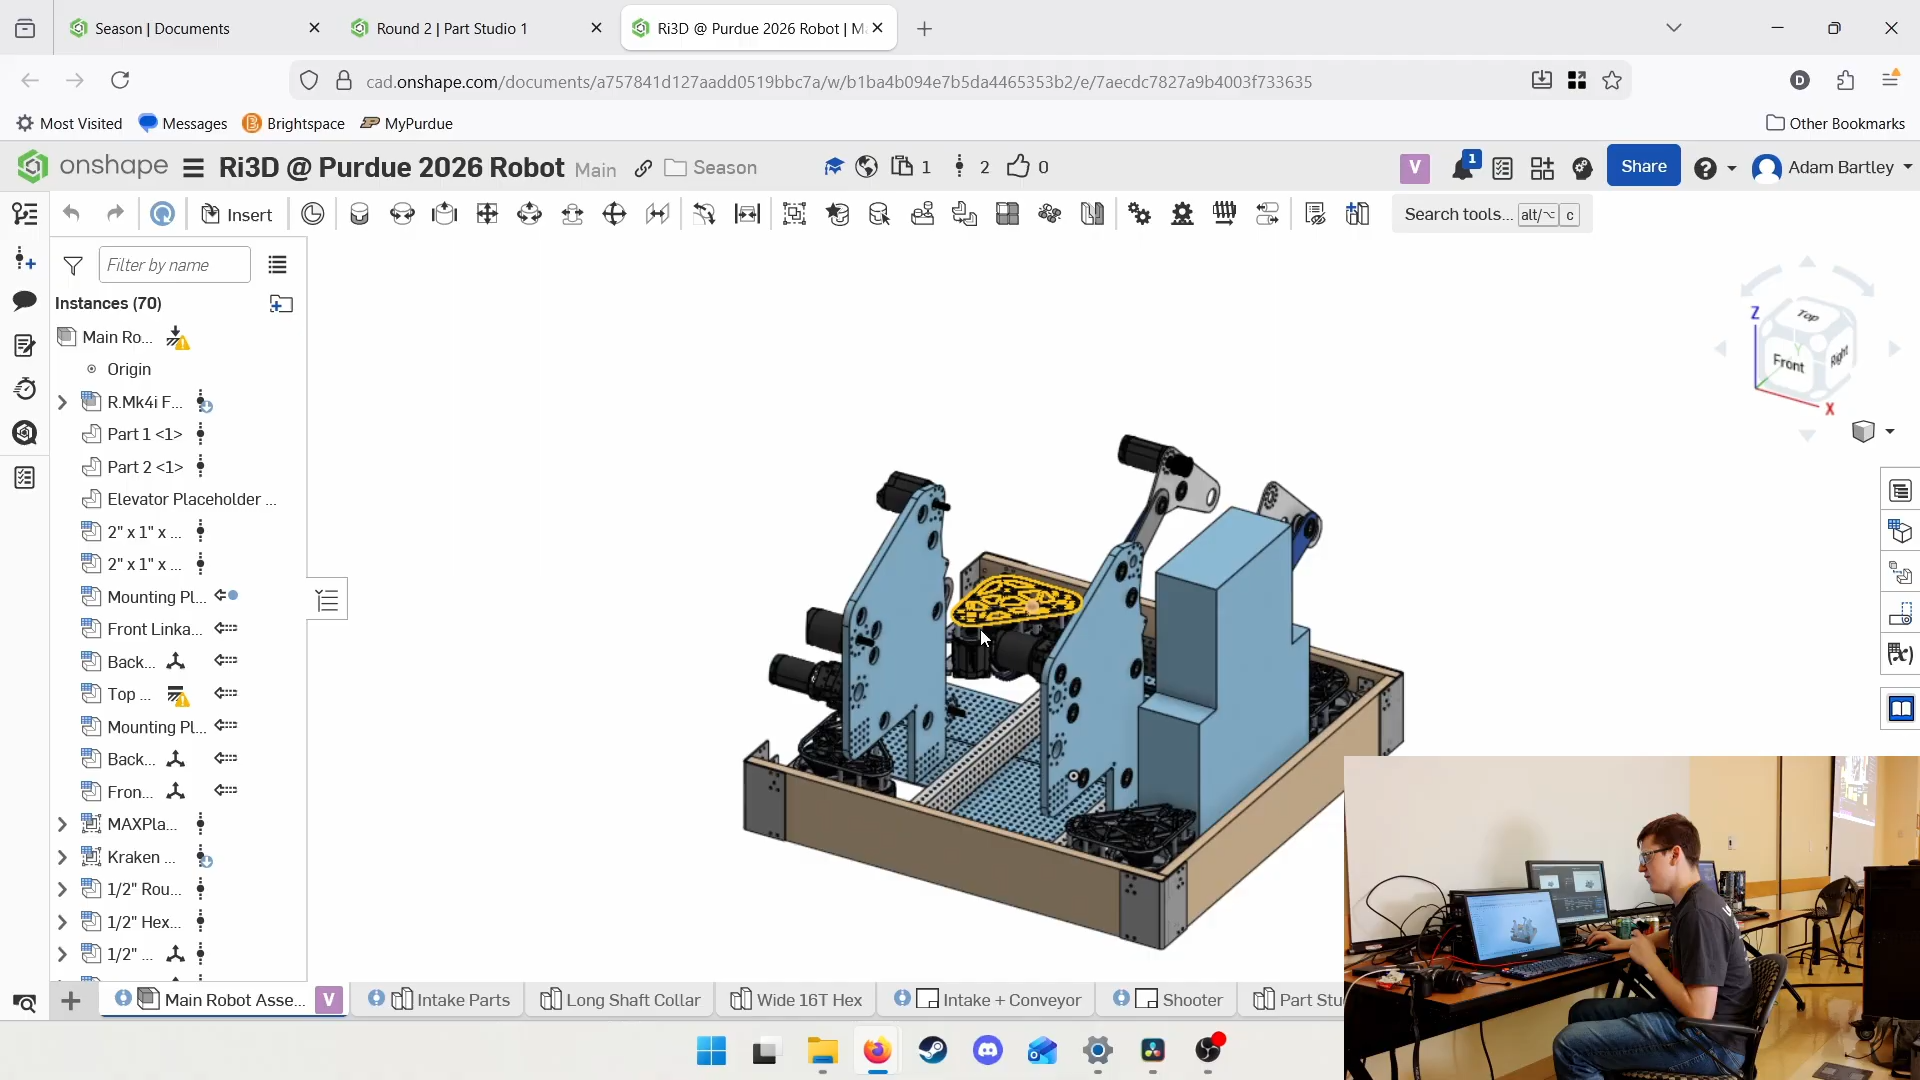 Season | Documents
Round 2 | Part Studio 1
Ri3D @ Purdue 2026 Robot | M
cad.onshape.com/documents/a757841d127aadd0519bbc7a/w/b1ba4b094e7b5da4465353b2/e/7aecdc7827a9b4003f733635
D
Most Visited
Messages
Brightspace
MyPurdue
Other Bookmarks
onshape
Ri3D @ Purdue 2026 Robot
Main
Season
1
2
0
V
1
Share
Adam Bartley
Insert
Search tools... alt/⌥ c
Filter by name
Instances (70)
Main Ro...
Origin
R.Mk4i F...
Part 1 <1>
Part 2 <1>
Elevator Placeholder ...
2" x 1" x ...
2" x 1" x ...
Mounting Pl...
Front Linka...
Back...
Top ...
Mounting Pl...
Back...
Fron...
MAXPla...
Kraken ...
1/2" Rou...
1/2" Hex...
1/2" ...
Z
Top
Front
Right
Y
X
Main Robot Asse...
V
Intake Parts
Long Shaft Collar
Wide 16T Hex
Intake + Conveyor
Shooter
Part Stu